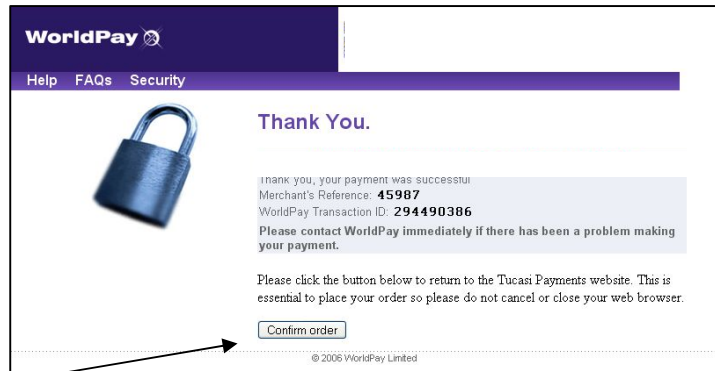 WorldPay
Help FAQs Security
Thank You.
Thank you, your payment was successful
Merchant's Reference: 45987
WorldPay Transaction ID: 294490386
Please contact WorldPay immediately if there has been a problem making
your payment.
Please click the button below to return to the Tucasi Payments website. This is
essential to place your order so please do not cancel or close your web browser.
Confirm order
© 2006 WorldPay Limited